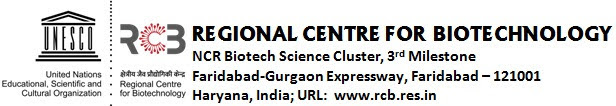 UNESCO
United Nations
Educational, Scientific and
Cultural Organization
RCB
क्षेत्रीय जैव प्रौद्योगिकी केन्द्र
Regional Centre
for Biotechnology
REGIONAL CENTRE FOR BIOTECHNOLOGY
NCR Biotech Science Cluster, 3rd Milestone
Faridabad-Gurgaon Expressway, Faridabad – 121001
Haryana, India; URL: www.rcb.res.in